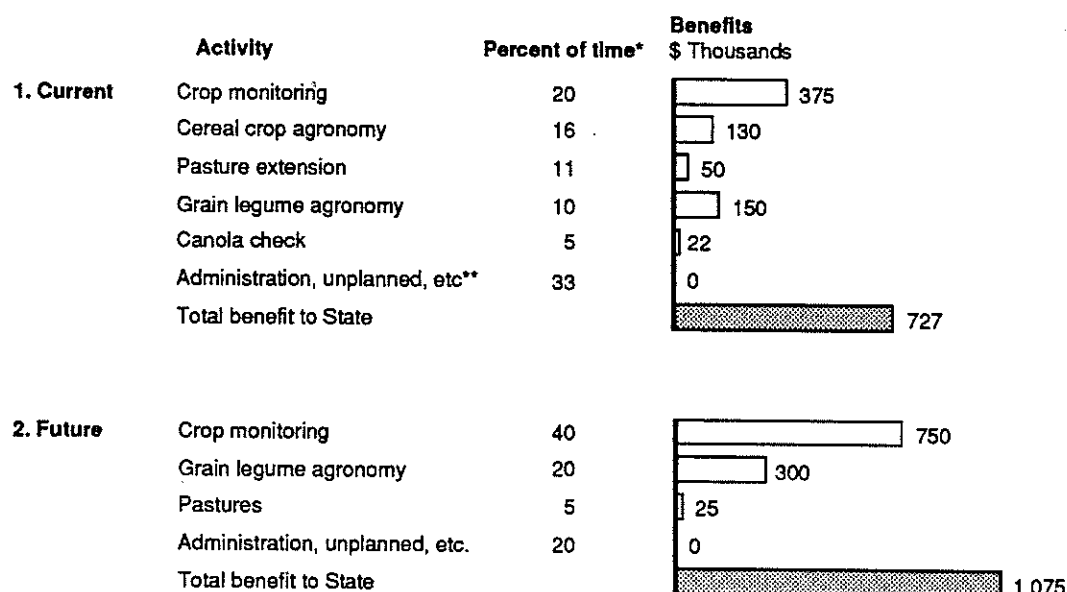 Activity Percent of time* Benefits
$ Thousands
1. Current Crop monitoring 20 375
Cereal crop agronomy 16 130
Pasture extension 11 50
Grain legume agronomy 10 150
Canola check 5 22
Administration, unplanned, etc** 33 0
Total benefit to State 727
2. Future Crop monitoring 40 750
Grain legume agronomy 20 300
Pastures 5 25
Administration, unplanned, etc. 20 0
Total benefit to State 1,075